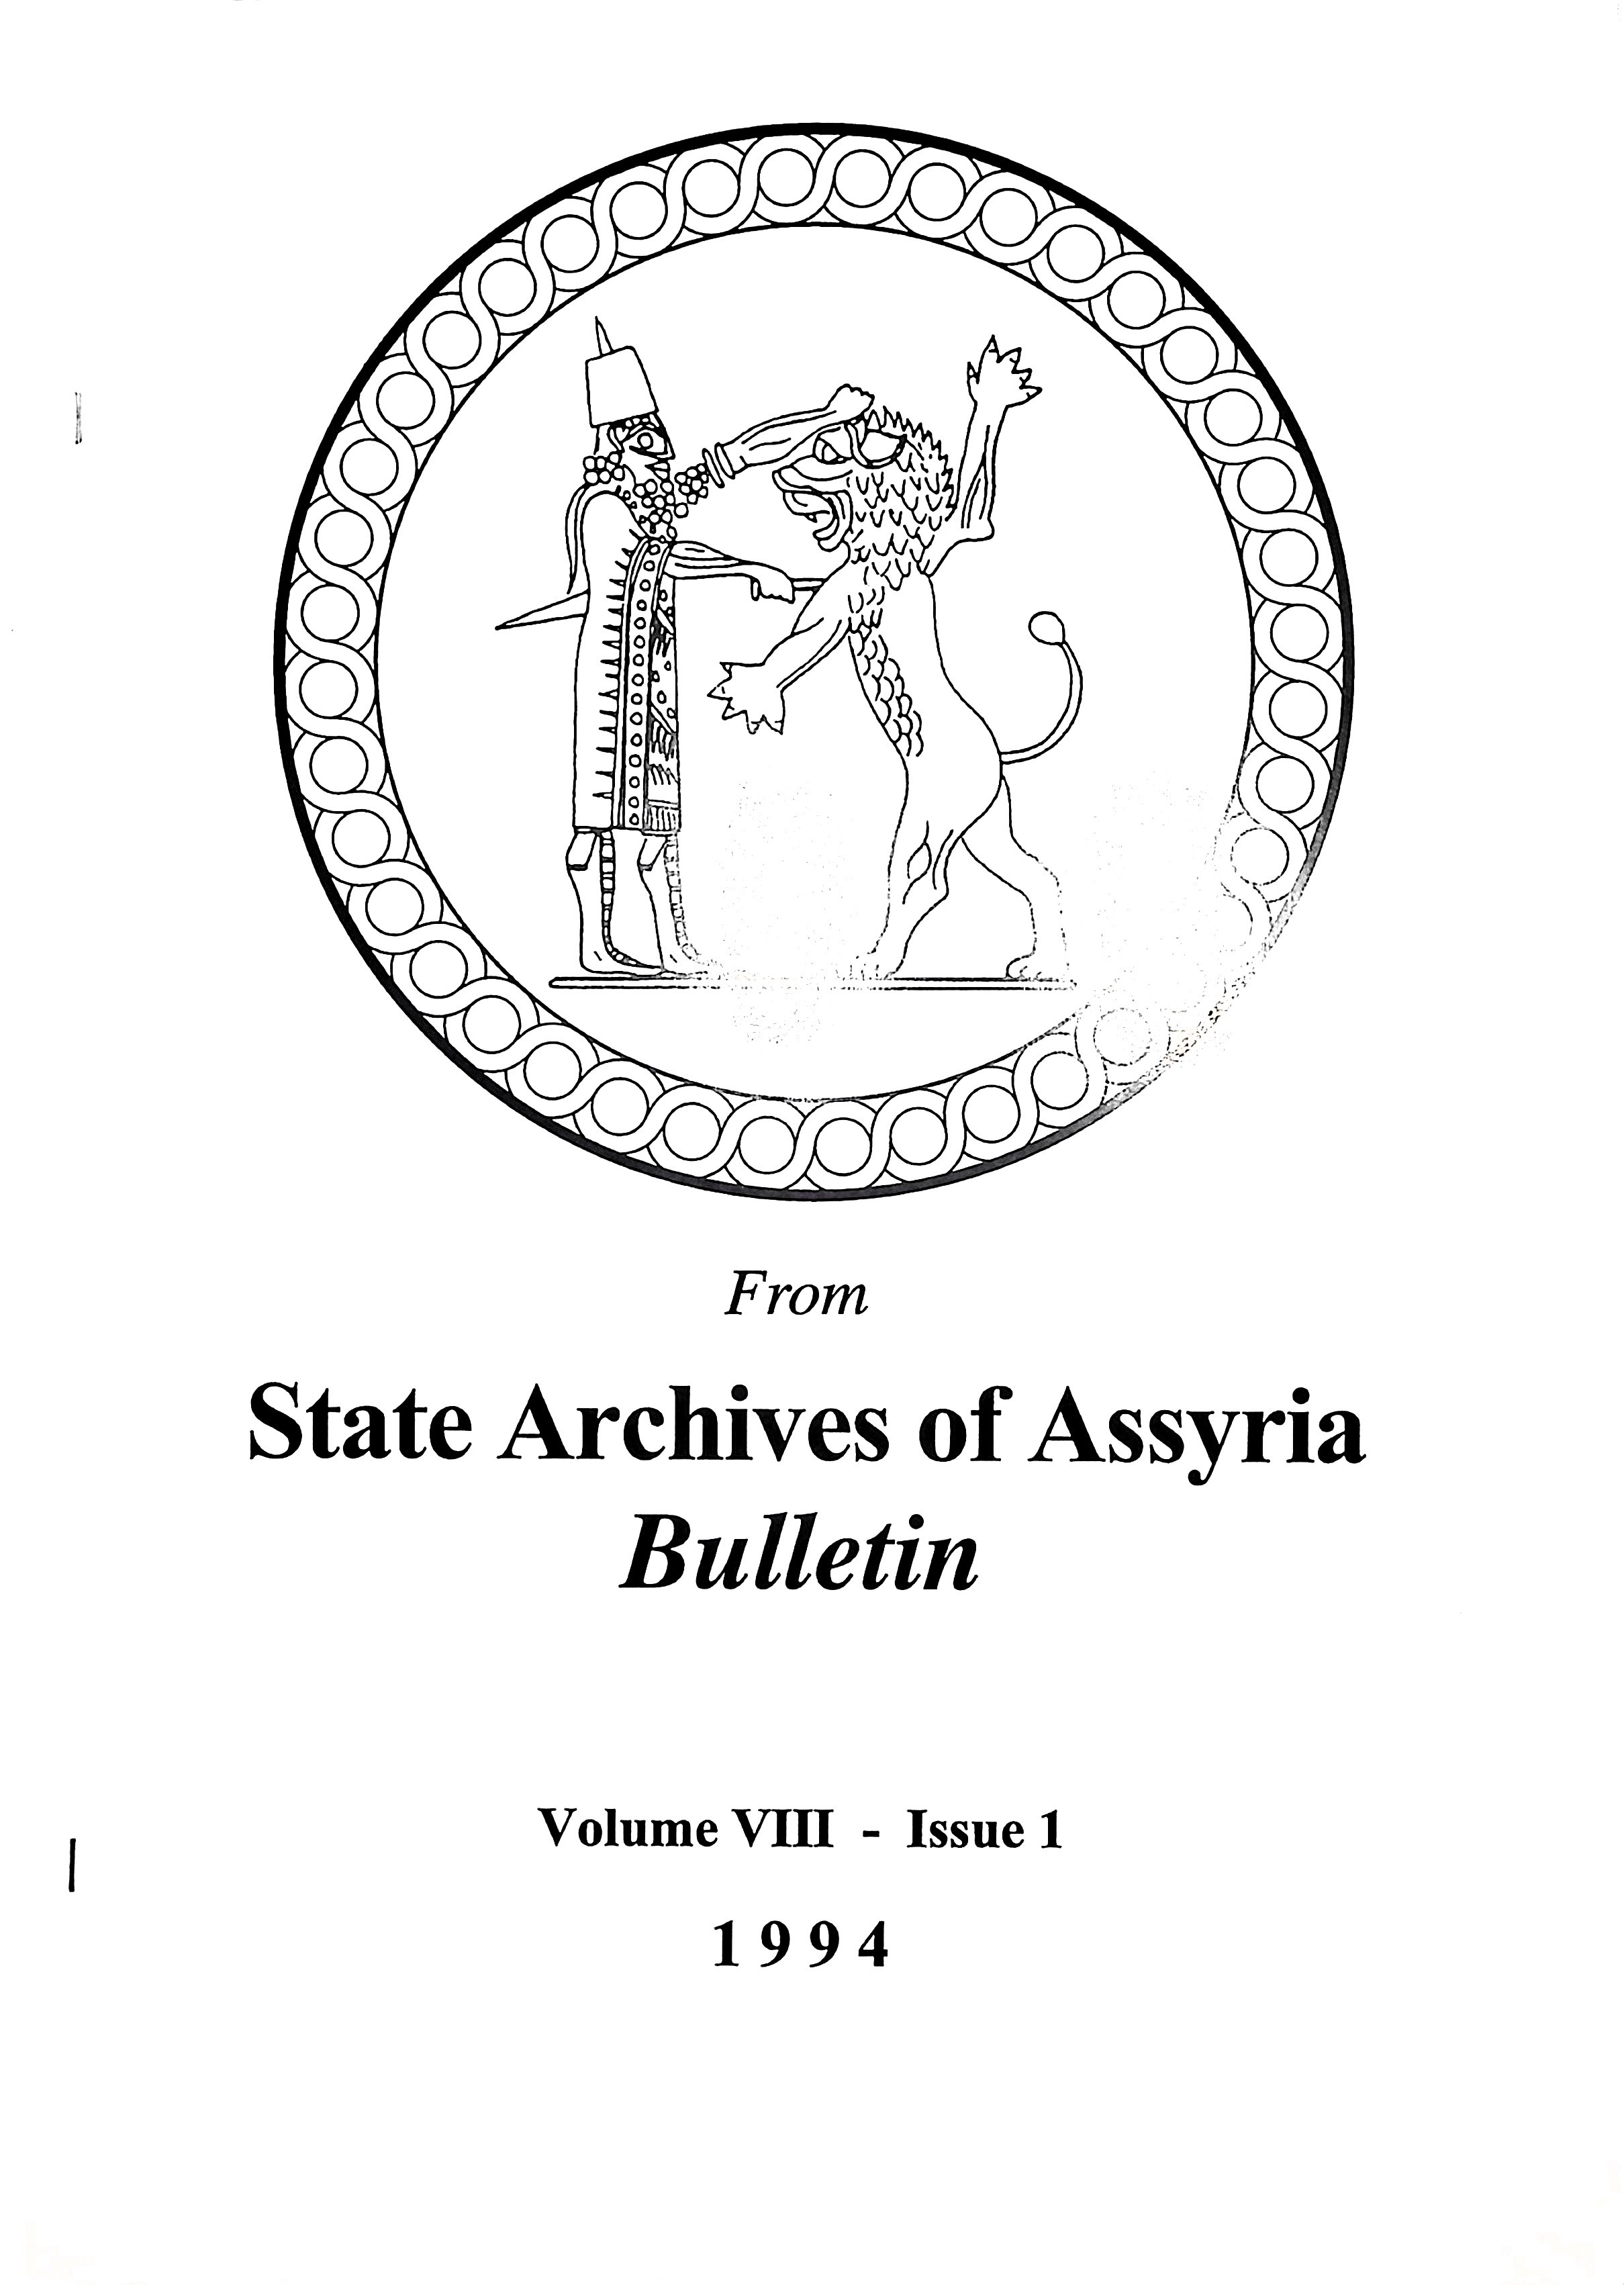 From
State Archives of Assyria
Bulletin
Volume VIII - Issue 1
1994